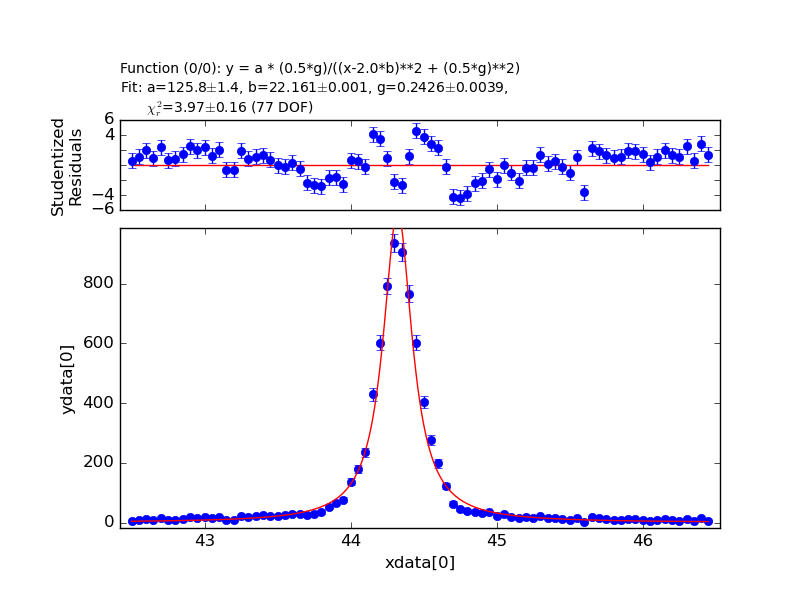 Function (0/0): y = a * (0.5*g)/((x-2.0*b)**2 + (0.5*g)**2)
Fit: a=125.8±1.4, b=22.161±0.001, g=0.2426±0.0039,
χ²ᵣ=3.97±0.16 (77 DOF)
6
4
−4
−6
Studentized
Residuals
800
600
400
200
0
ydata[0]
43
44
45
46
xdata[0]